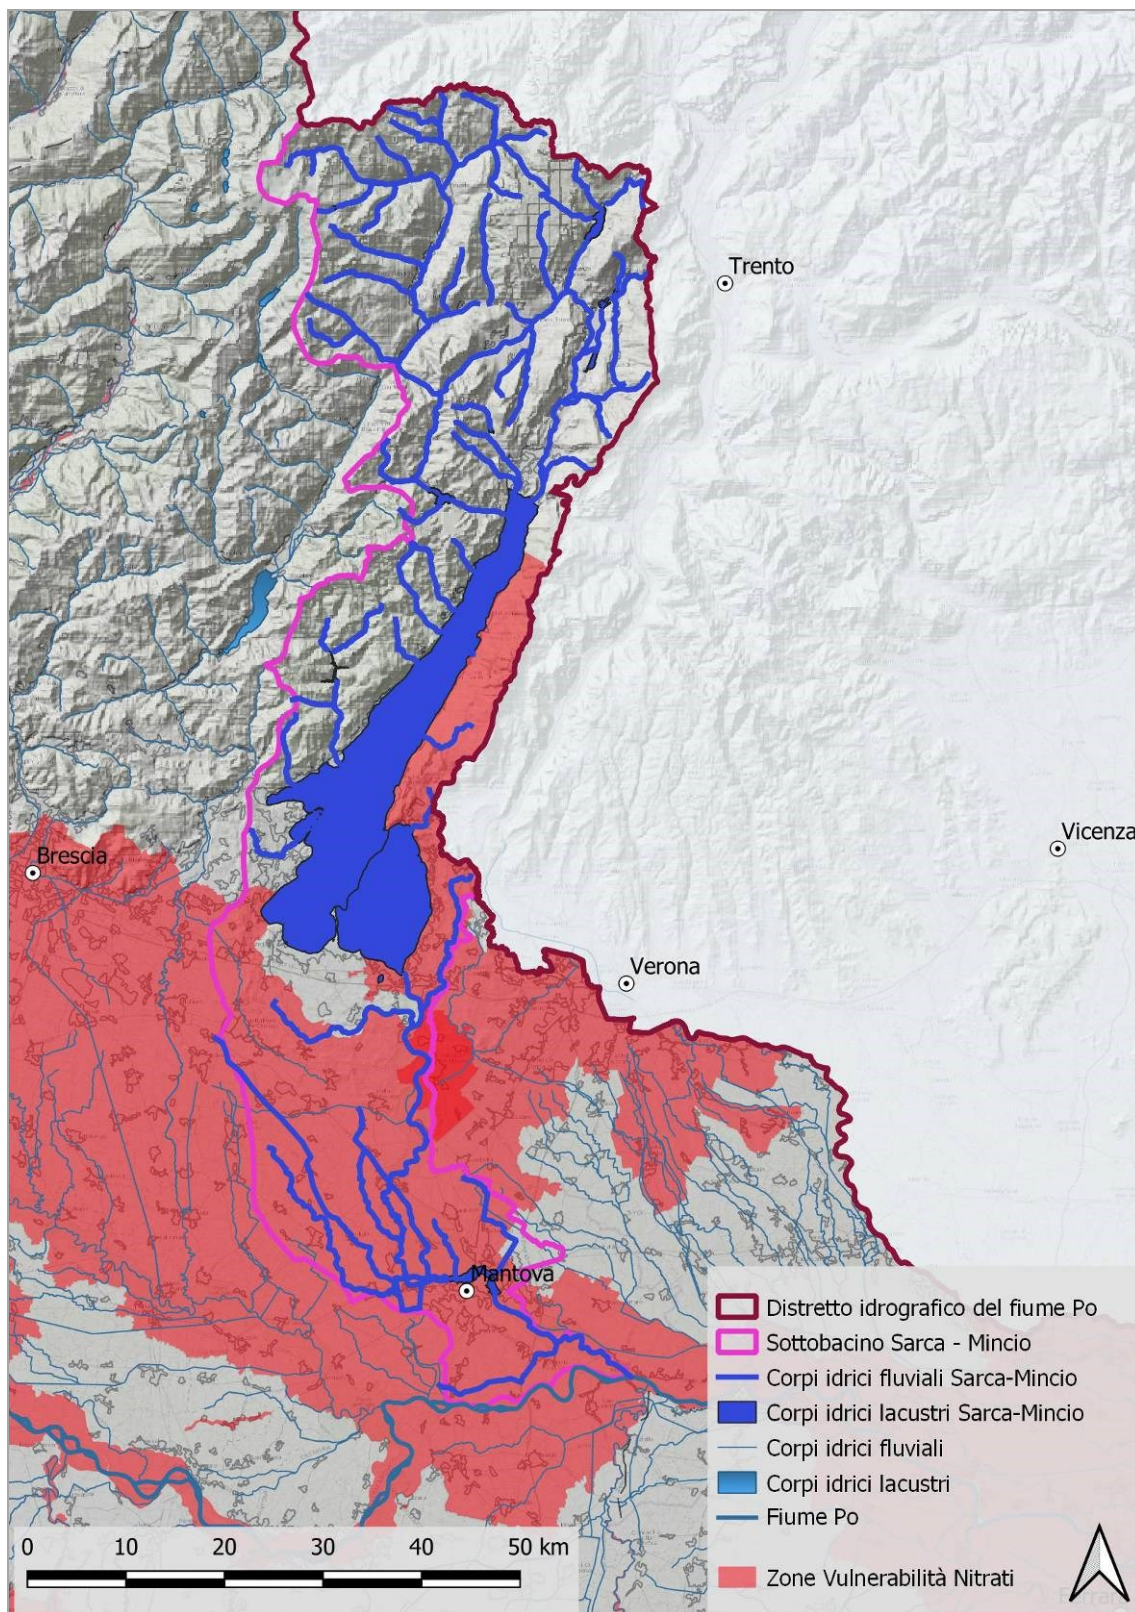 Trento
Vicenza
Brescia
Verona
Mantova
Distretto idrografico del fiume Po
Sottobacino Sarca - Mincio
Corpi idrici fluviali Sarca-Mincio
Corpi idrici lacustri Sarca-Mincio
Corpi idrici fluviali
Corpi idrici lacustri
Fiume Po
Zone Vulnerabilità Nitrati
0 10 20 30 40 50 km